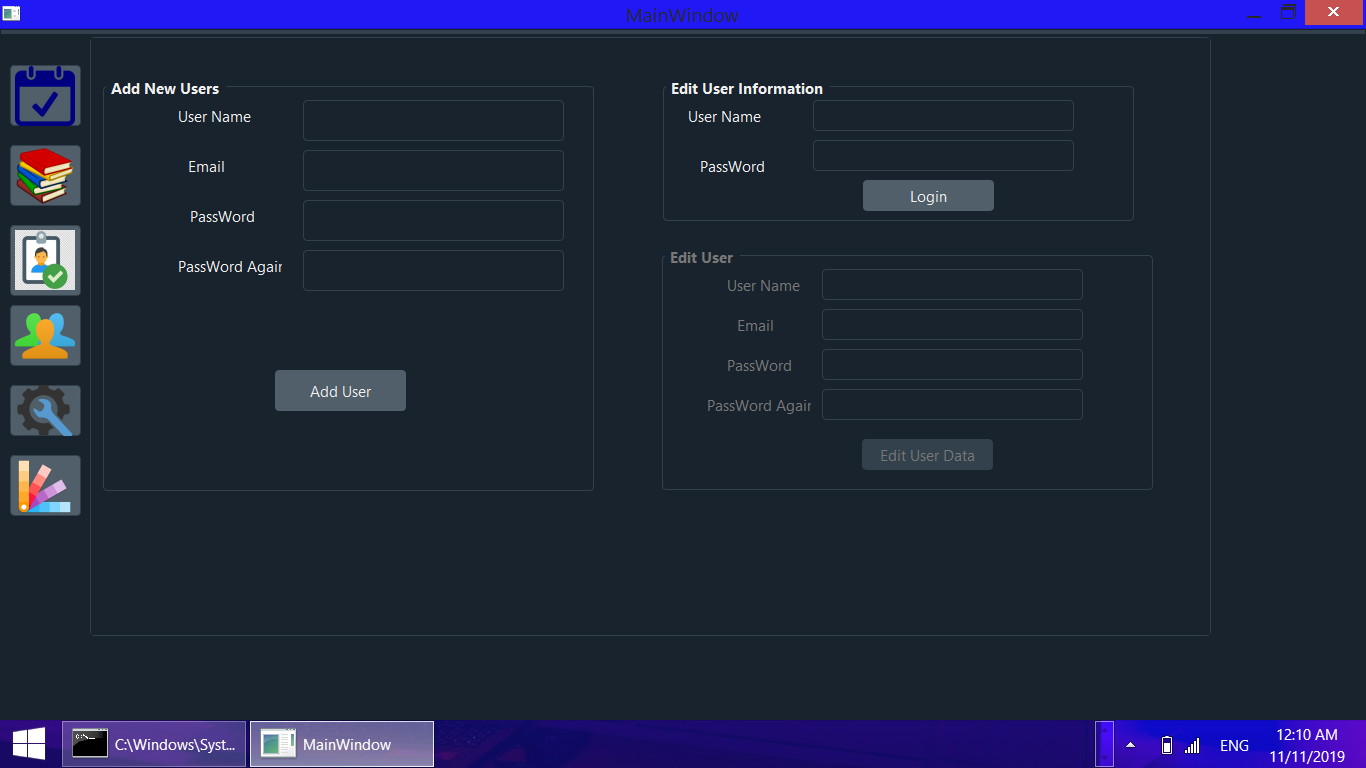 MainWindow
Add New Users
User Name
Email
PassWord
PassWord Agair
Add User
Edit User Information
User Name
PassWord
Login
Edit User
User Name
Email
PassWord
PassWord Agair
Edit User Data
C:\Windows\Syst...
MainWindow
ENG
12:10 AM
11/11/2019